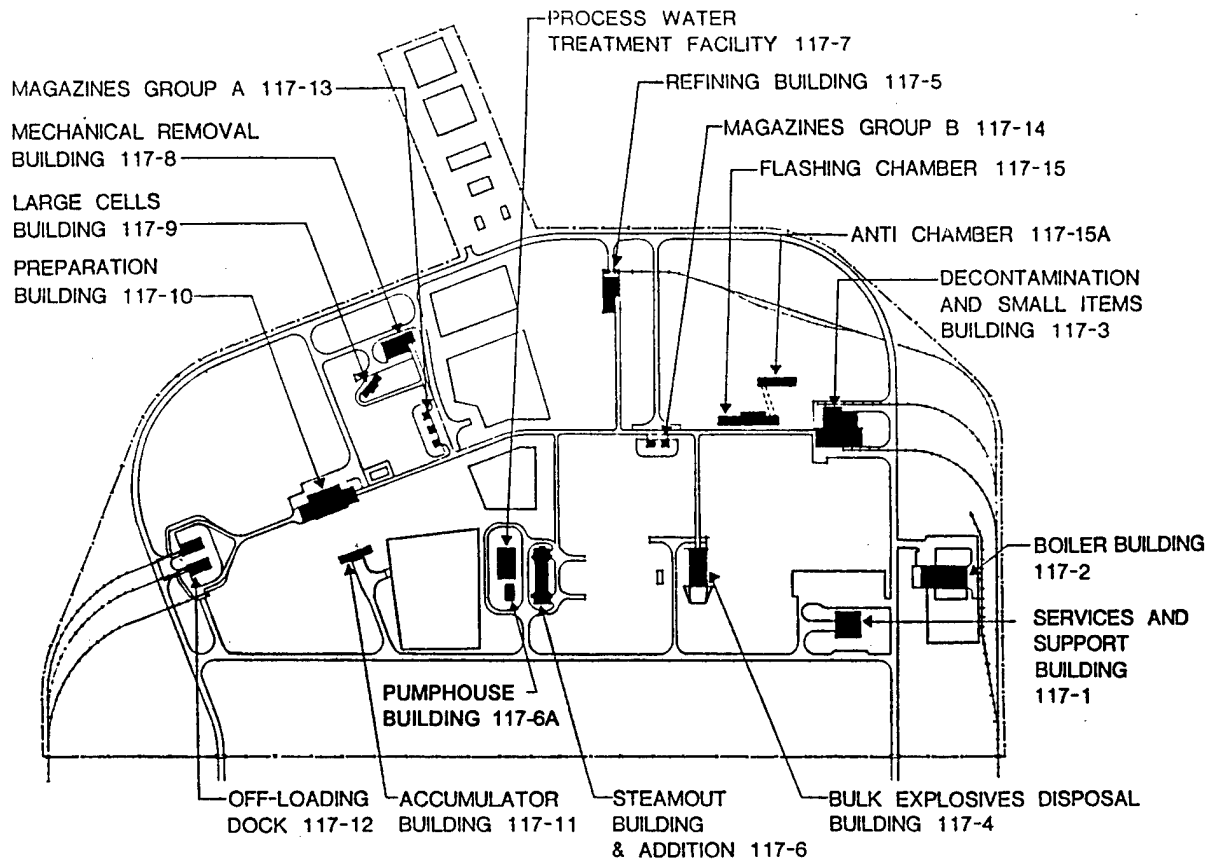 PROCESS WATER
TREATMENT FACILITY 117-7
MAGAZINES GROUP A 117-13
REFINING BUILDING 117-5
MECHANICAL REMOVAL
BUILDING 117-8
MAGAZINES GROUP B 117-14
FLASHING CHAMBER 117-15
LARGE CELLS
BUILDING 117-9
ANTI CHAMBER 117-15A
PREPARATION
BUILDING 117-10
DECONTAMINATION
AND SMALL ITEMS
BUILDING 117-3
BOILER BUILDING
117-2
SERVICES AND
SUPPORT
BUILDING
117-1
PUMPHOUSE
BUILDING 117-6A
OFF-LOADING
DOCK 117-12
ACCUMULATOR
BUILDING 117-11
STEAMOUT
BUILDING
& ADDITION 117-6
BULK EXPLOSIVES DISPOSAL
BUILDING 117-4